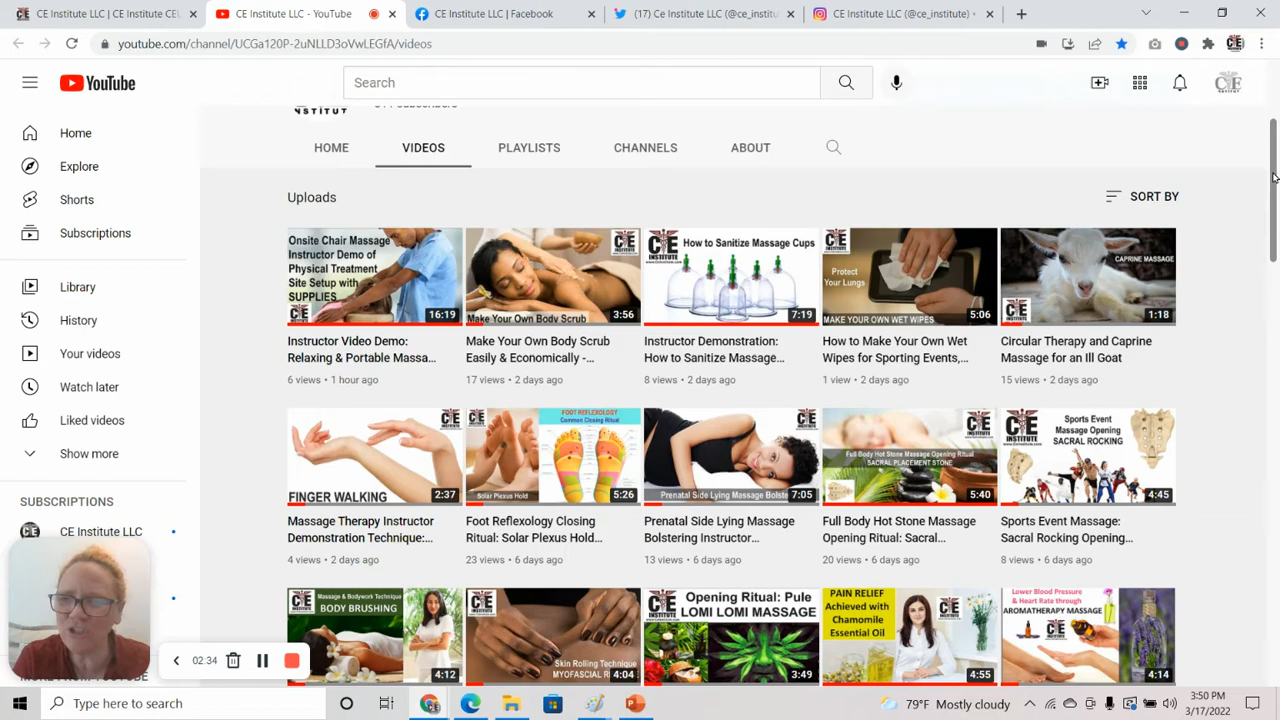 CE Institute LLC | CE Institute CEU
CE Institute LLC - YouTube
CE Institute LLC | Facebook
(17) CE Institute LLC (@ce_institu
CE Institute LLC (@ce_institute) •
youtube.com/channel/UCGa120P-2uNLLD3oVwLEGfA/videos
YouTube
Search
Home
Explore
Shorts
Subscriptions
Library
History
Your videos
Watch later
Liked videos
Show more
SUBSCRIPTIONS
CE Institute LLC
HOME
VIDEOS
PLAYLISTS
CHANNELS
ABOUT
Uploads
SORT BY
Onsite Chair Massage
Instructor Demo of
Physical Treatment
Site Setup with
SUPPLIES
16:19
Instructor Video Demo:
Relaxing & Portable Massa...
6 views • 1 hour ago
Make Your Own Body Scrub
3:56
Make Your Own Body Scrub
Easily & Economically -...
17 views • 2 days ago
CE
INSTITUTE
How to Sanitize Massage Cups
7:19
Instructor Demonstration:
How to Sanitize Massage...
8 views • 2 days ago
Protect
Your Lungs
MAKE YOUR OWN WET WIPES
5:06
How to Make Your Own Wet
Wipes for Sporting Events,...
1 view • 2 days ago
CAPRINE MASSAGE
1:18
Circular Therapy and Caprine
Massage for an Ill Goat
15 views • 2 days ago
FINGER WALKING
2:37
Massage Therapy Instructor
Demonstration Technique:...
4 views • 2 days ago
FOOT REFLEXOLOGY
Common Closing Ritual
Solar Plexus Hold
5:26
Foot Reflexology Closing
Ritual: Solar Plexus Hold...
23 views • 6 days ago
Prenatal Side Lying Massage Bolste
7:05
Prenatal Side Lying Massage
Bolstering Instructor...
13 views • 6 days ago
Full Body Hot Stone Massage Opening Ritual
SACRAL PLACEMENT STONE
5:40
Full Body Hot Stone Massage
Opening Ritual: Sacral...
20 views • 6 days ago
CE
INSTITUTE
Sports Event
Massage Opening
SACRAL ROCKING
4:45
Sports Event Massage:
Sacral Rocking Opening...
8 views • 6 days ago
Massage & Bodywork Technique
BODY BRUSHING
4:12
Skin Rolling Technique
4:04
CE
INSTITUTE
Opening Ritual: Pule
LOMI LOMI MASSAGE
3:49
PAIN RELIEF
Achieved with
Chamomile
Essential Oil
4:55
Lower Blood Pressure
& Heart Rate through
AROMATHERAPY MASSAGE
4:14
02:34
Type here to search
79°F Mostly cloudy
3:50 PM
3/17/2022